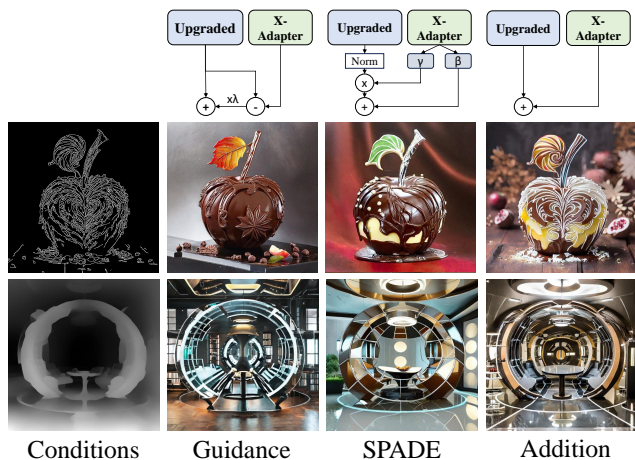 Upgraded
X-
Adapter
xλ
+
-
Upgraded
X-
Adapter
Norm
γ
β
x
+
Upgraded
X-
Adapter
+
Conditions
Guidance
SPADE
Addition